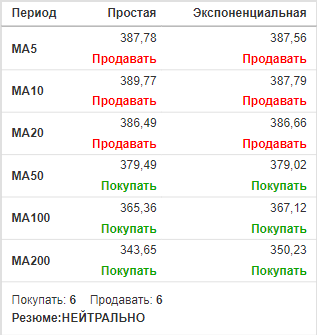 Период Простая Экспоненциальная
387,78 387,56
MA5
Продавать Продавать
389,77 387,79
MA10
Продавать Продавать
386,49 386,66
MA20
Продавать Продавать
379,49 379,02
MA50
Покупать Покупать
365,36 367,12
MA100
Покупать Покупать
343,65 350,23
MA200
Покупать Покупать
Покупать: 6 Продавать: 6
Резюме:НЕЙТРАЛЬНО